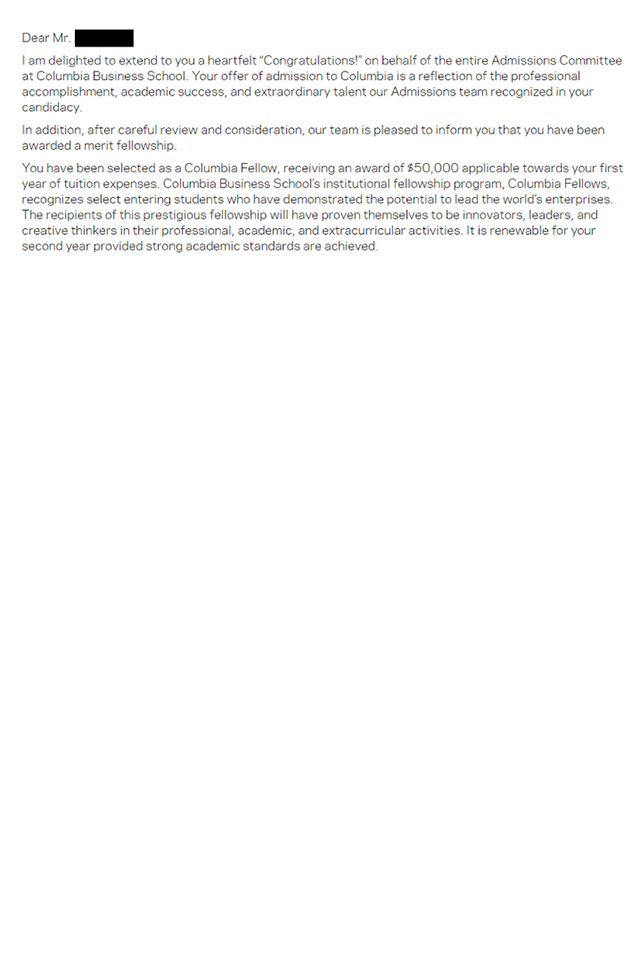 Dear Mr.
I am delighted to extend to you a heartfelt “Congratulations!” on behalf of the entire Admissions Committee
at Columbia Business School. Your offer of admission to Columbia is a reflection of the professional
accomplishment, academic success, and extraordinary talent our Admissions team recognized in your
candidacy.
In addition, after careful review and consideration, our team is pleased to inform you that you have been
awarded a merit fellowship.
You have been selected as a Columbia Fellow, receiving an award of $50,000 applicable towards your first
year of tuition expenses. Columbia Business School’s institutional fellowship program, Columbia Fellows,
recognizes select entering students who have demonstrated the potential to lead the world’s enterprises.
The recipients of this prestigious fellowship will have proven themselves to be innovators, leaders, and
creative thinkers in their professional, academic, and extracurricular activities. It is renewable for your
second year provided strong academic standards are achieved.